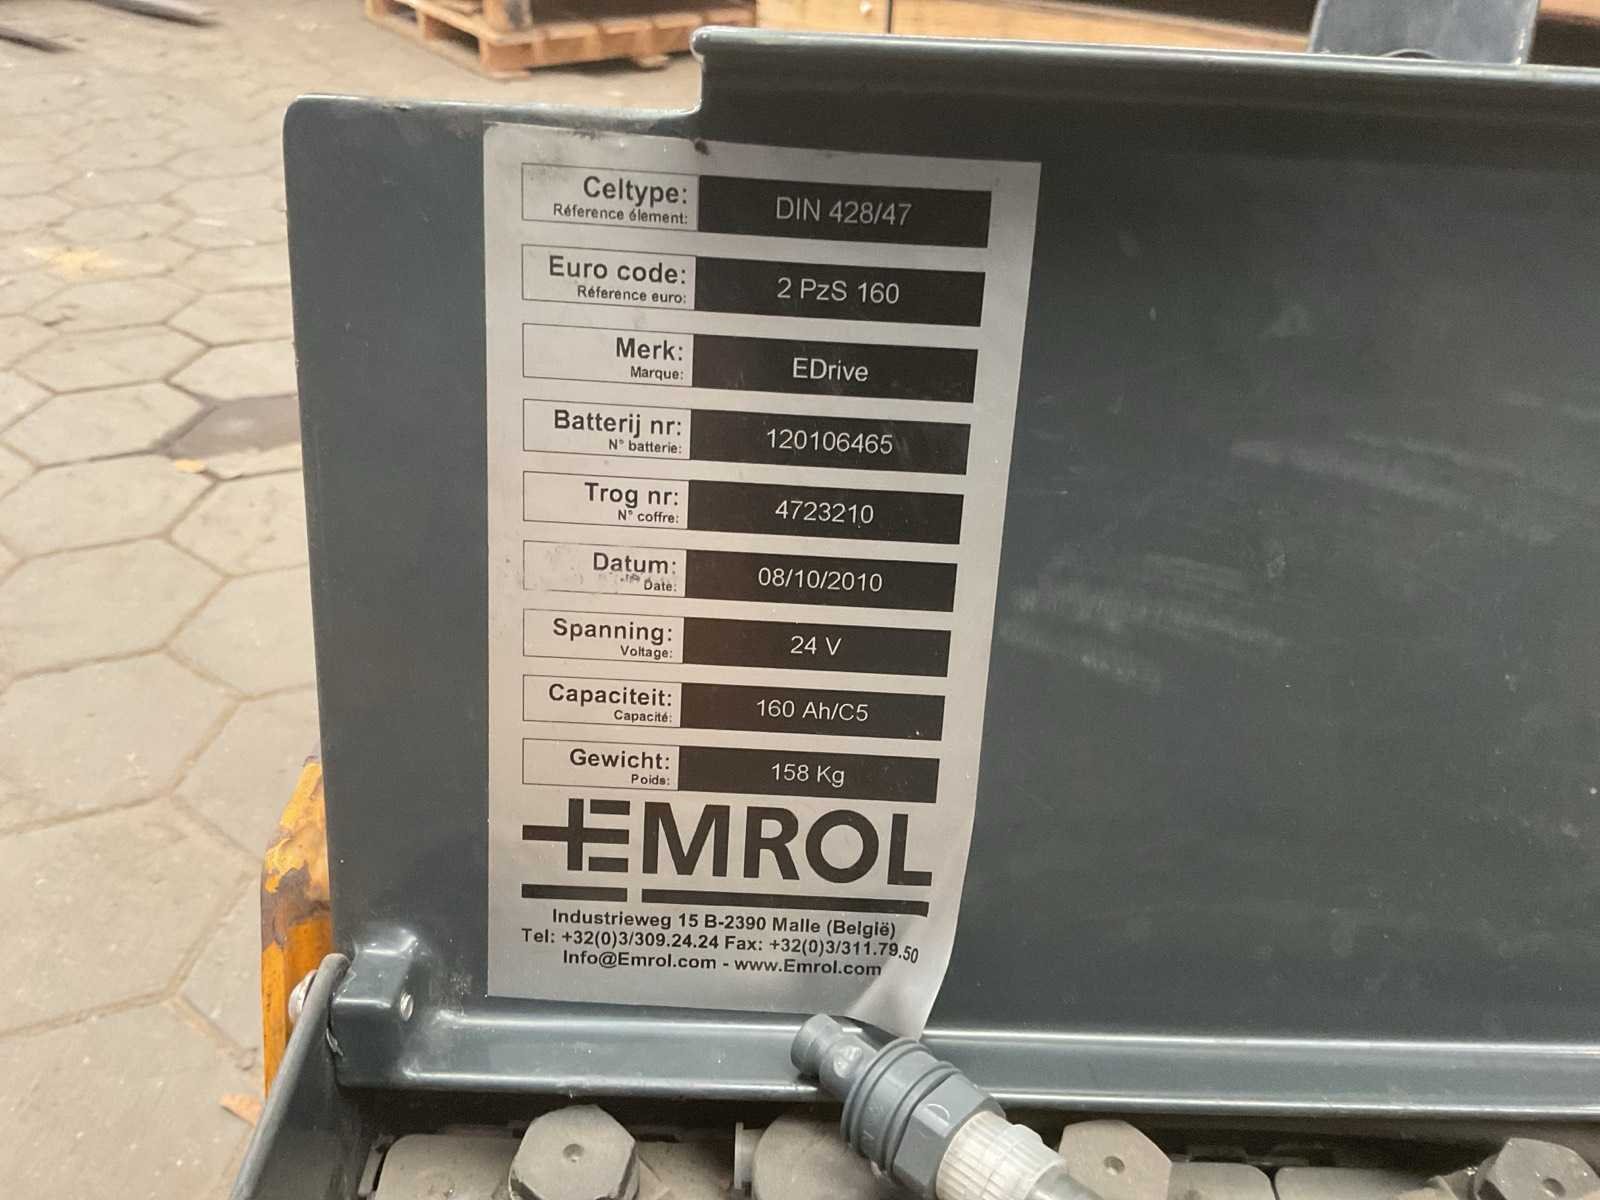 Celtype:
Réference élement:
DIN 428/47
Euro code:
Réference euro:
2 PzS 160
Merk:
Marque:
EDrive
Batterij nr:
N° batterie:
120106465
Trog nr:
N° coffre:
4723210
Datum:
Date:
08/10/2010
Spanning:
Voltage:
24 V
Capaciteit:
Capacité:
160 Ah/C5
Gewicht:
Poids:
158 Kg
EMROL
Industrieweg 15 B-2390 Malle (België)
Tel: +32(0)3/309.24.24 Fax: +32(0)3/311.79.50
Info@Emrol.com - www.Emrol.com